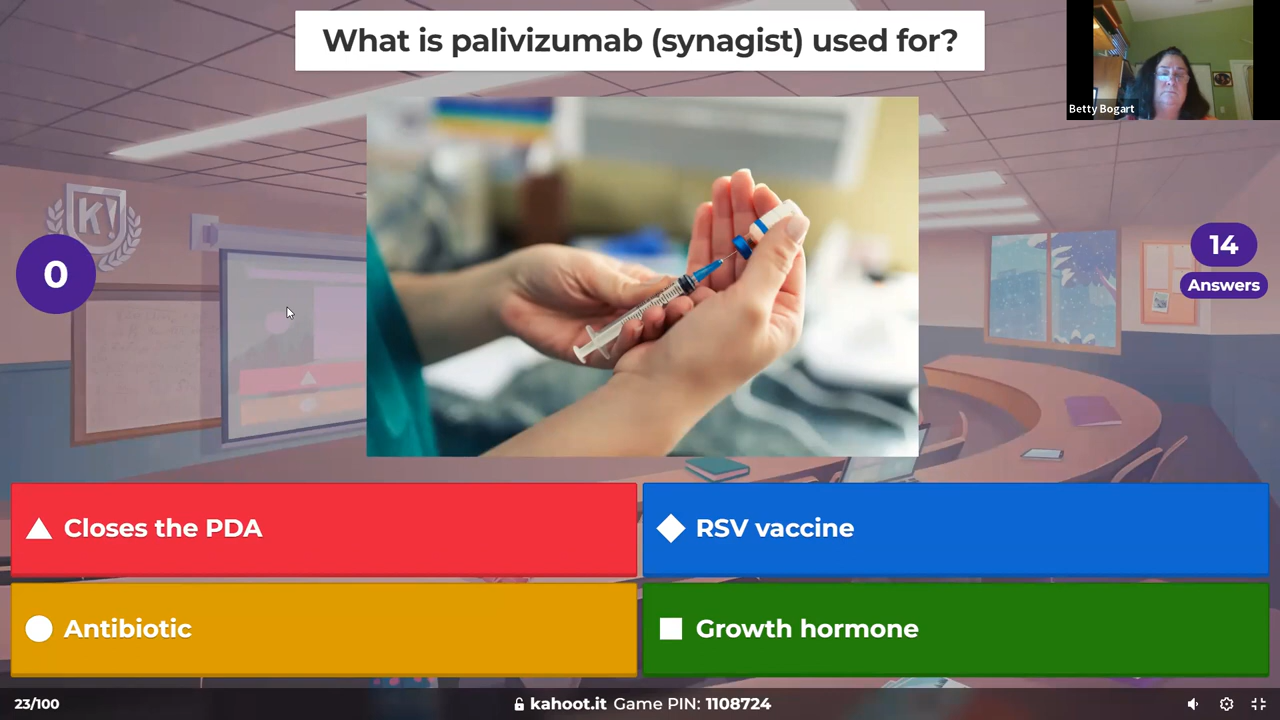 What is palivizumab (synagist) used for?
Betty Bogart
K!
0
14
Answers
Closes the PDA
RSV vaccine
Antibiotic
Growth hormone
23/100
kahoot.it Game PIN: 1108724